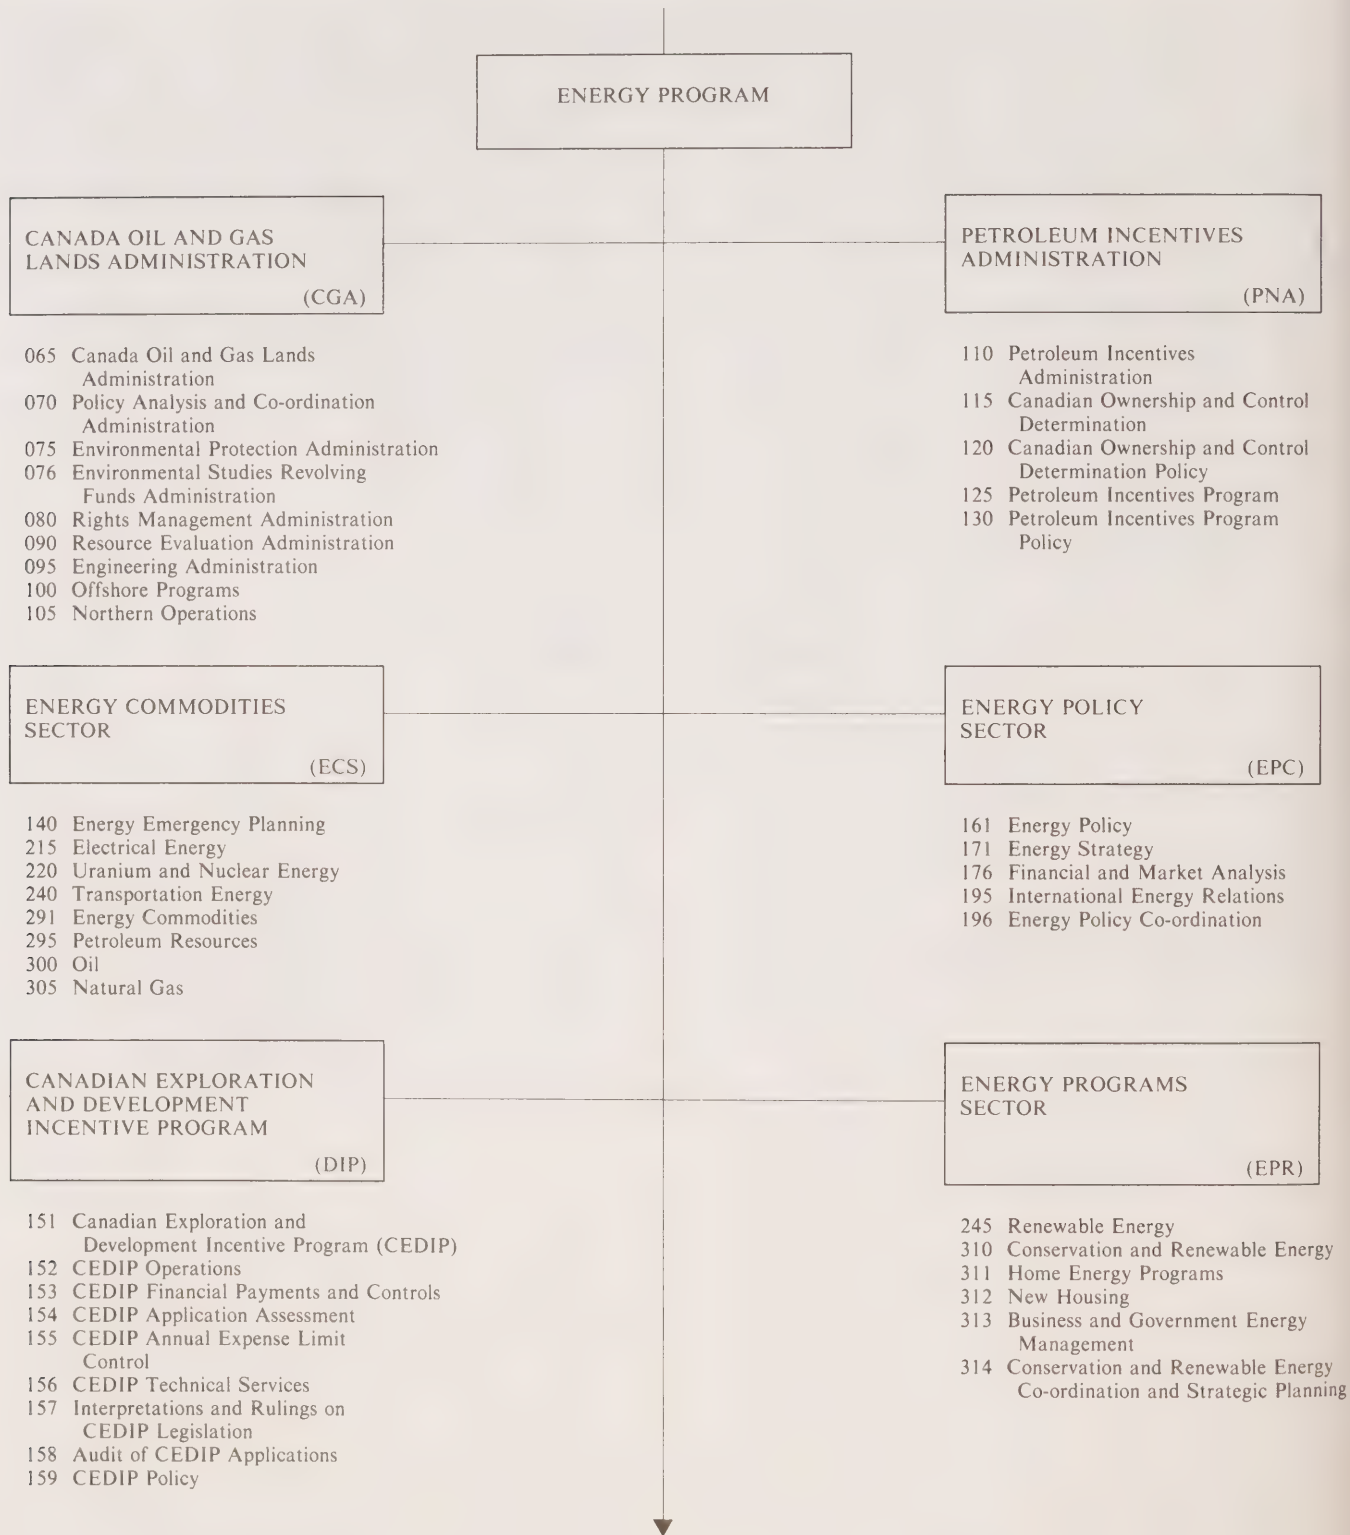 ENERGY PROGRAM
CANADA OIL AND GAS
LANDS ADMINISTRATION
(CGA)
065 Canada Oil and Gas Lands
Administration
070 Policy Analysis and Co-ordination
Administration
075 Environmental Protection Administration
076 Environmental Studies Revolving
Funds Administration
080 Rights Management Administration
090 Resource Evaluation Administration
095 Engineering Administration
100 Offshore Programs
105 Northern Operations
PETROLEUM INCENTIVES
ADMINISTRATION
(PNA)
110 Petroleum Incentives
Administration
115 Canadian Ownership and Control
Determination
120 Canadian Ownership and Control
Determination Policy
125 Petroleum Incentives Program
130 Petroleum Incentives Program
Policy
ENERGY COMMODITIES
SECTOR
(ECS)
140 Energy Emergency Planning
215 Electrical Energy
220 Uranium and Nuclear Energy
240 Transportation Energy
291 Energy Commodities
295 Petroleum Resources
300 Oil
305 Natural Gas
ENERGY POLICY
SECTOR
(EPC)
161 Energy Policy
171 Energy Strategy
176 Financial and Market Analysis
195 International Energy Relations
196 Energy Policy Co-ordination
CANADIAN EXPLORATION
AND DEVELOPMENT
INCENTIVE PROGRAM
(DIP)
151 Canadian Exploration and
Development Incentive Program (CEDIP)
152 CEDIP Operations
153 CEDIP Financial Payments and Controls
154 CEDIP Application Assessment
155 CEDIP Annual Expense Limit
Control
156 CEDIP Technical Services
157 Interpretations and Rulings on
CEDIP Legislation
158 Audit of CEDIP Applications
159 CEDIP Policy
ENERGY PROGRAMS
SECTOR
(EPR)
245 Renewable Energy
310 Conservation and Renewable Energy
311 Home Energy Programs
312 New Housing
313 Business and Government Energy
Management
314 Conservation and Renewable Energy
Co-ordination and Strategic Planning